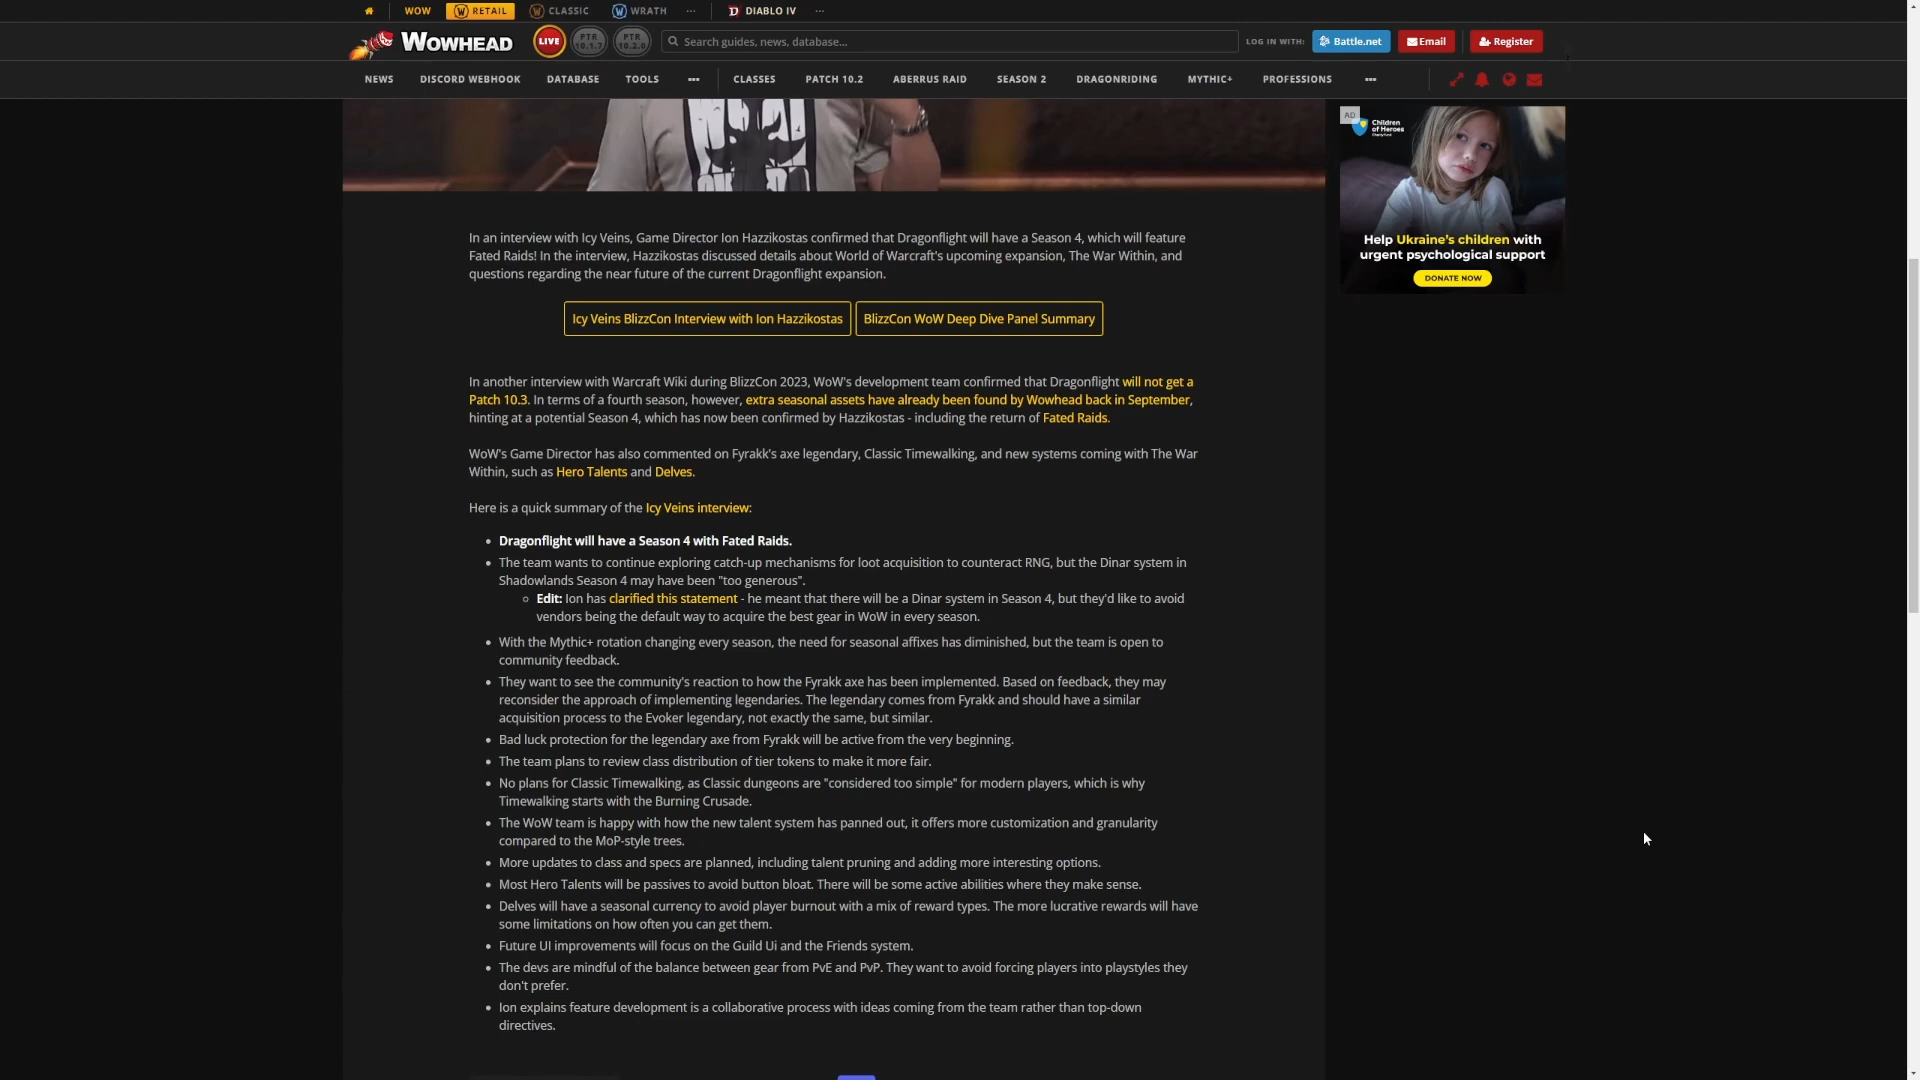 WOW
RETAIL
CLASSIC
WRATH
DIABLO IV
WOWHEAD
LIVE
PTR
10.1.7
PTR
10.2.0
Search guides, news, database...
LOG IN WITH:
Battle.net
Email
Register
NEWS
DISCORD WEBHOOK
DATABASE
TOOLS
CLASSES
PATCH 10.2
ABERRUS RAID
SEASON 2
DRAGONRIDING
MYTHIC+
PROFESSIONS
AD
Children
of Heroes
Help Ukraine's children with
urgent psychological support
DONATE NOW
In an interview with Icy Veins, Game Director Ion Hazzikostas confirmed that Dragonflight will have a Season 4, which will feature
Fated Raids! In the interview, Hazzikostas discussed details about World of Warcraft's upcoming expansion, The War Within, and
questions regarding the near future of the current Dragonflight expansion.
Icy Veins BlizzCon Interview with Ion Hazzikostas
BlizzCon WoW Deep Dive Panel Summary
In another interview with Warcraft Wiki during BlizzCon 2023, WoW's development team confirmed that Dragonflight will not get a
Patch 10.3. In terms of a fourth season, however, extra seasonal assets have already been found by Wowhead back in September,
hinting at a potential Season 4, which has now been confirmed by Hazzikostas - including the return of Fated Raids.
WoW's Game Director has also commented on Fyrakk's axe legendary, Classic Timewalking, and new systems coming with The War
Within, such as Hero Talents and Delves.
Here is a quick summary of the Icy Veins interview:
Dragonflight will have a Season 4 with Fated Raids.
The team wants to continue exploring catch-up mechanisms for loot acquisition to counteract RNG, but the Dinar system in
Shadowlands Season 4 may have been "too generous".
Edit: Ion has clarified this statement - he meant that there will be a Dinar system in Season 4, but they'd like to avoid
vendors being the default way to acquire the best gear in WoW in every season.
With the Mythic+ rotation changing every season, the need for seasonal affixes has diminished, but the team is open to
community feedback.
They want to see the community's reaction to how the Fyrakk axe has been implemented. Based on feedback, they may
reconsider the approach of implementing legendaries. The legendary comes from Fyrakk and should have a similar
acquisition process to the Evoker legendary, not exactly the same, but similar.
Bad luck protection for the legendary axe from Fyrakk will be active from the very beginning.
The team plans to review class distribution of tier tokens to make it more fair.
No plans for Classic Timewalking, as Classic dungeons are "considered too simple" for modern players, which is why
Timewalking starts with the Burning Crusade.
The WoW team is happy with how the new talent system has panned out, it offers more customization and granularity
compared to the MoP-style trees.
More updates to class and specs are planned, including talent pruning and adding more interesting options.
Most Hero Talents will be passives to avoid button bloat. There will be some active abilities where they make sense.
Delves will have a seasonal currency to avoid player burnout with a mix of reward types. The more lucrative rewards will have
some limitations on how often you can get them.
Future UI improvements will focus on the Guild Ui and the Friends system.
The devs are mindful of the balance between gear from PvE and PvP. They want to avoid forcing players into playstyles they
don't prefer.
Ion explains feature development is a collaborative process with ideas coming from the team rather than top-down
directives.